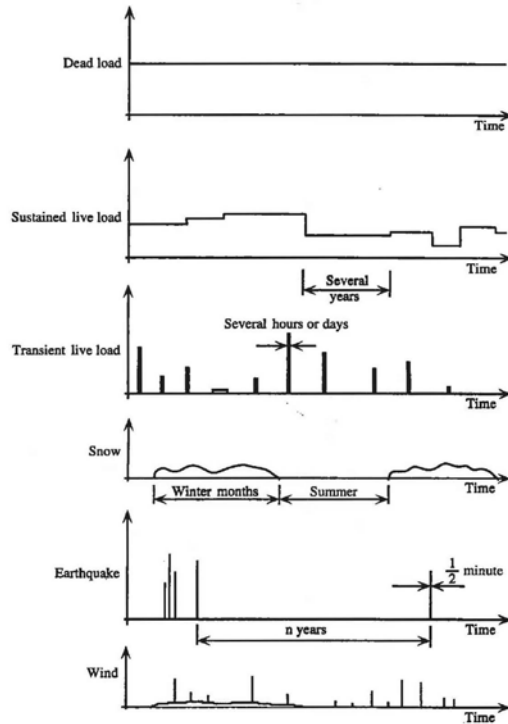 Dead load
Time
Sustained live load
Time
Several
years
Several hours or days
Transient live load
Time
Snow
Time
Winter months
Summer
Earthquake
1/2 minute
Time
n years
Wind
Time